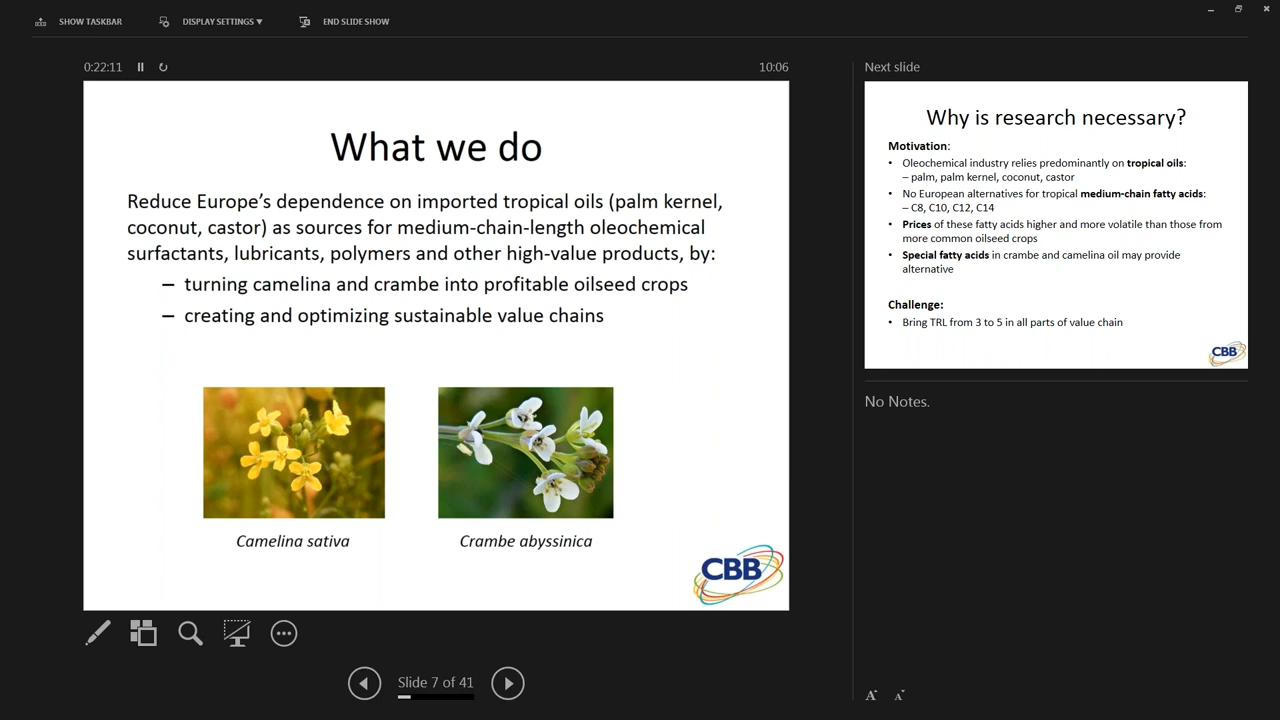 SHOW TASKBAR
DISPLAY SETTINGS ▼
END SLIDE SHOW
0:22:11
10:06
What we do
Reduce Europe’s dependence on imported tropical oils (palm kernel,
coconut, castor) as sources for medium-chain-length oleochemical
surfactants, lubricants, polymers and other high-value products, by:
– turning camelina and crambe into profitable oilseed crops
– creating and optimizing sustainable value chains
Camelina sativa
Crambe abyssinica
CBB
Slide 7 of 41
Next slide
Why is research necessary?
Motivation:
• Oleochemical industry relies predominantly on tropical oils:
– palm, palm kernel, coconut, castor
• No European alternatives for tropical medium-chain fatty acids:
– C8, C10, C12, C14
• Prices of these fatty acids higher and more volatile than those from
more common oilseed crops
• Special fatty acids in crambe and camelina oil may provide
alternative
Challenge:
• Bring TRL from 3 to 5 in all parts of value chain
CBB
No Notes.
A A